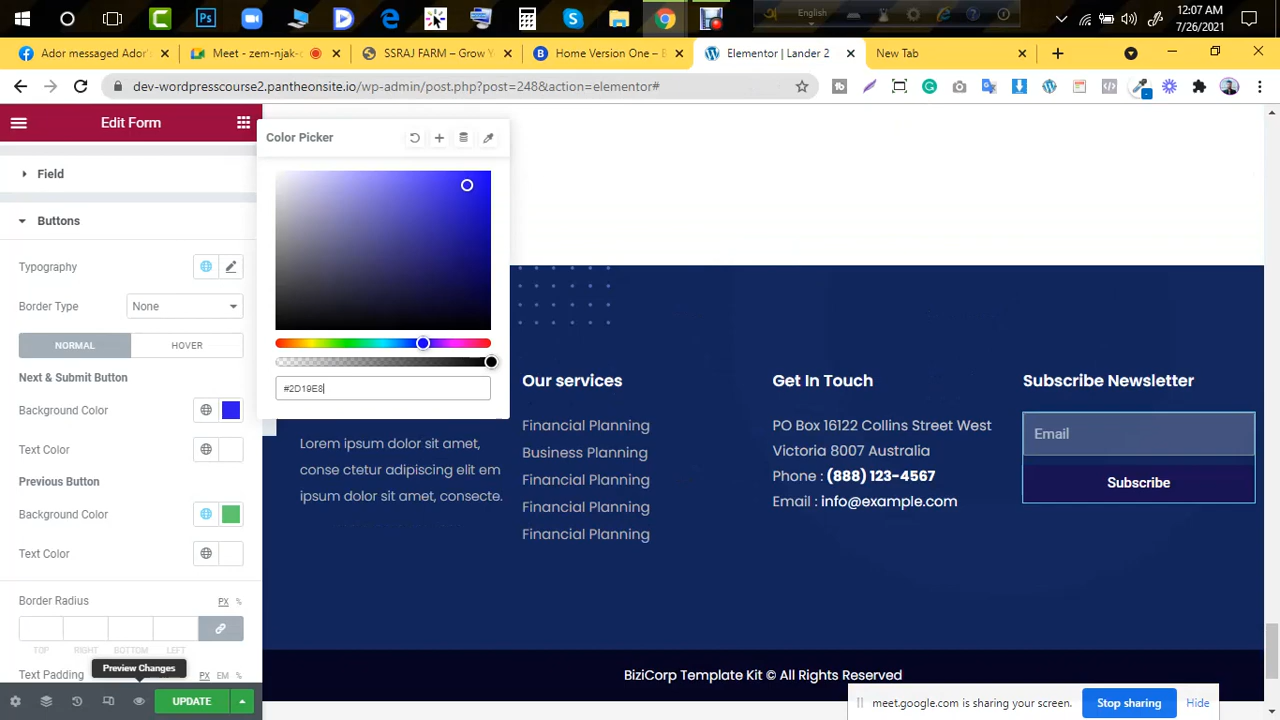 English
12:07 AM
7/26/2021
Ador messaged Ador's
Meet - zem-njak-
SSRAJ FARM – Grow Y
Home Version One – B
Elementor | Lander 2
New Tab
dev-wordpresscourse2.pantheonsite.io/wp-admin/post.php?post=248&action=elementor#
Edit Form
Color Picker
Field
Buttons
Typography
Border Type
None
NORMAL
HOVER
Next & Submit Button
#2D19E8
Background Color
Text Color
Previous Button
Background Color
Text Color
Border Radius
PX %
TOP RIGHT BOTTOM LEFT
Preview Changes
Text Padding
PX EM %
UPDATE
Lorem ipsum dolor sit amet,
conse ctetur adipiscing elit em
ipsum dolor sit amet, consecte.
Our services
Financial Planning
Business Planning
Financial Planning
Financial Planning
Financial Planning
Get In Touch
PO Box 16122 Collins Street West
Victoria 8007 Australia
Phone : (888) 123-4567
Email : info@example.com
Subscribe Newsletter
Email
Subscribe
BiziCorp Template Kit © All Rights Reserved
meet.google.com is sharing your screen.
Stop sharing
Hide